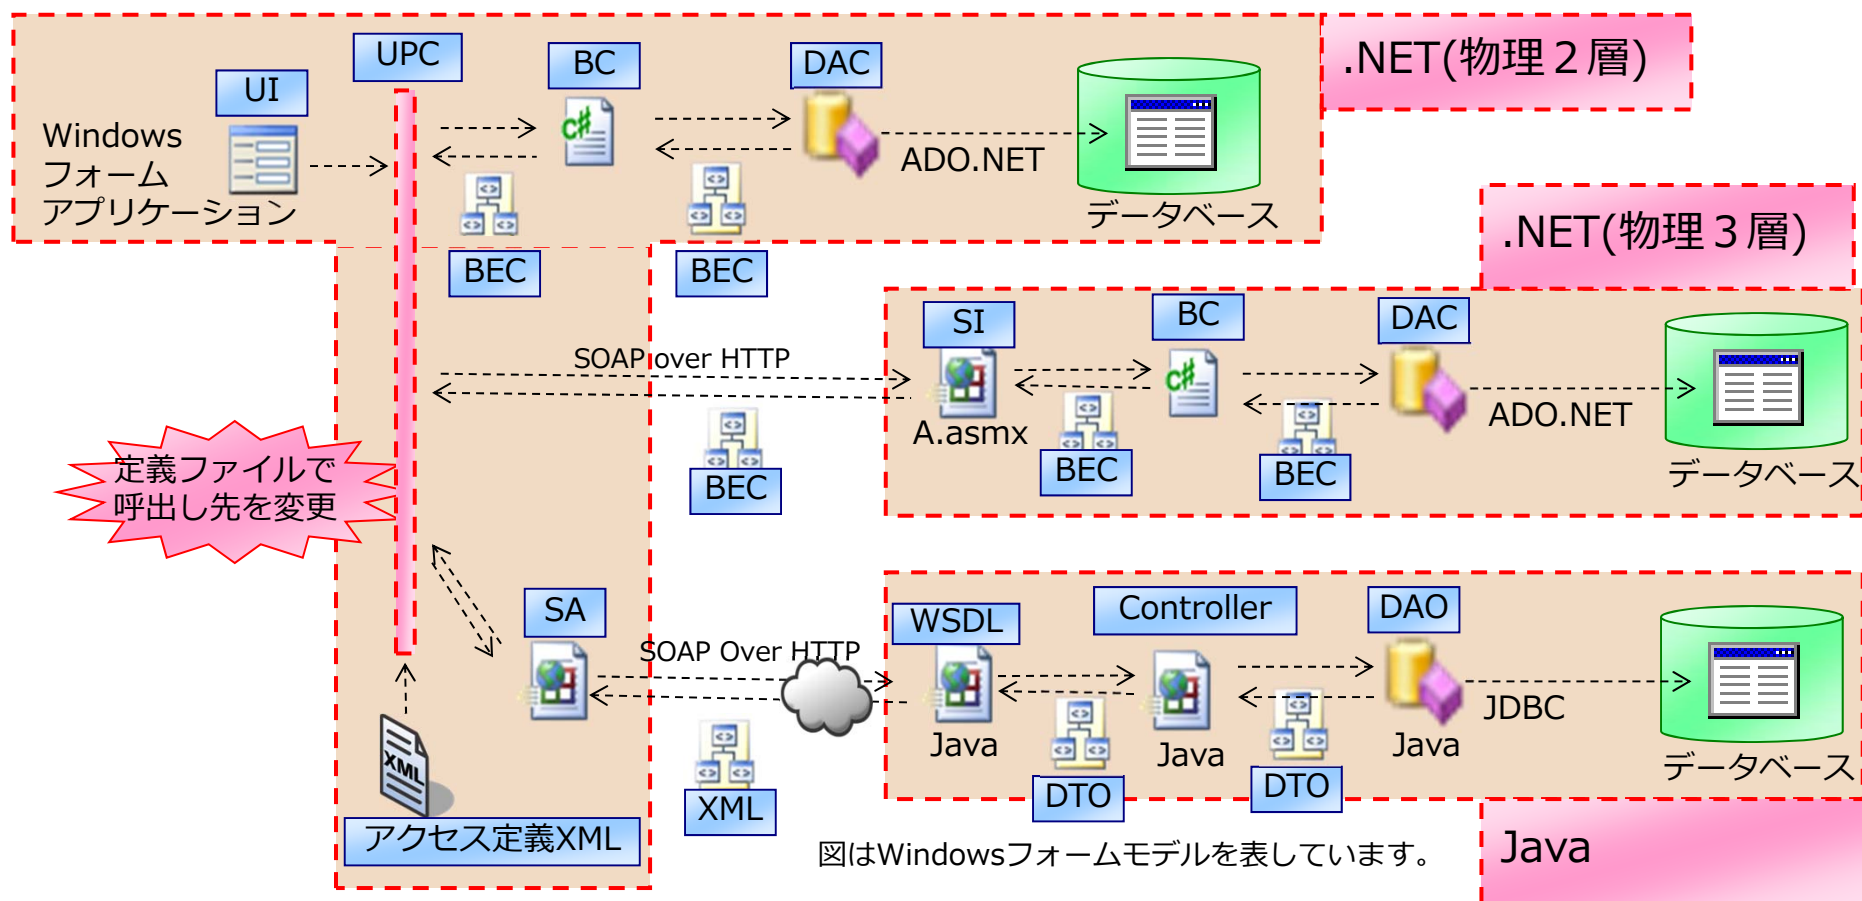 .NET(物理２層)
UPC
BC
DAC
UI
Windows
フォーム
アプリケーション
C#
ADO.NET
データベース
BEC
BEC
.NET(物理３層)
SI
BC
DAC
SOAP over HTTP
C#
A.asmx
ADO.NET
データベース
BEC
BEC
BEC
定義ファイルで
呼出し先を変更
SA
WSDL
Controller
DAO
SOAP Over HTTP
Java
Java
Java
JDBC
データベース
XML
DTO
DTO
XML
アクセス定義XML
図はWindowsフォームモデルを表しています。
Java